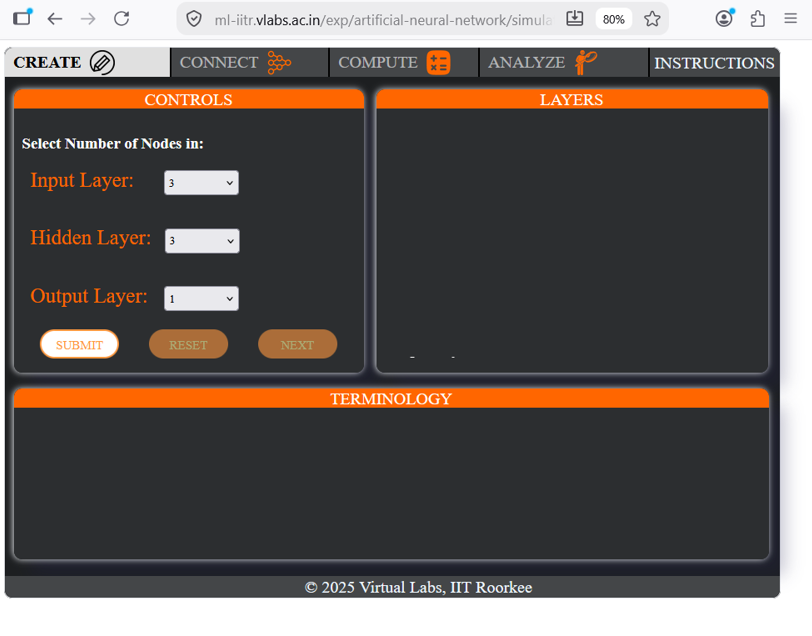 ml-iitr.vlabs.ac.in/exp/artificial-neural-network/simula
80%
CREATE CONNECT COMPUTE ANALYZE INSTRUCTIONS
CONTROLS
Select Number of Nodes in:
Input Layer: 3
Hidden Layer: 3
Output Layer: 1
SUBMIT RESET NEXT
LAYERS
TERMINOLOGY
© 2025 Virtual Labs, IIT Roorkee